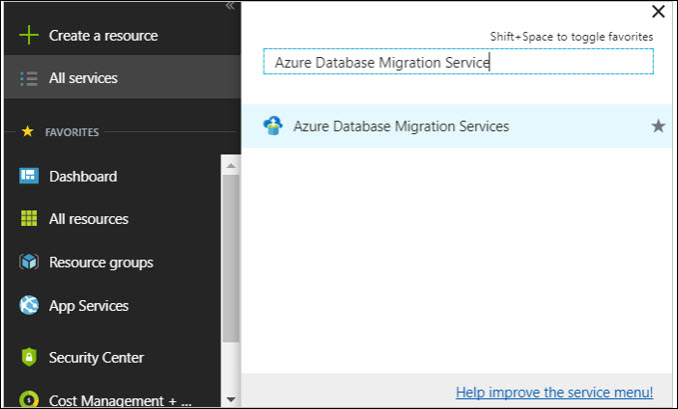 Create a resource
All services
FAVORITES
Dashboard
All resources
Resource groups
App Services
Security Center
Cost Management + ...
Shift+Space to toggle favorites
Azure Database Migration Service
Azure Database Migration Services
Help improve the service menu!